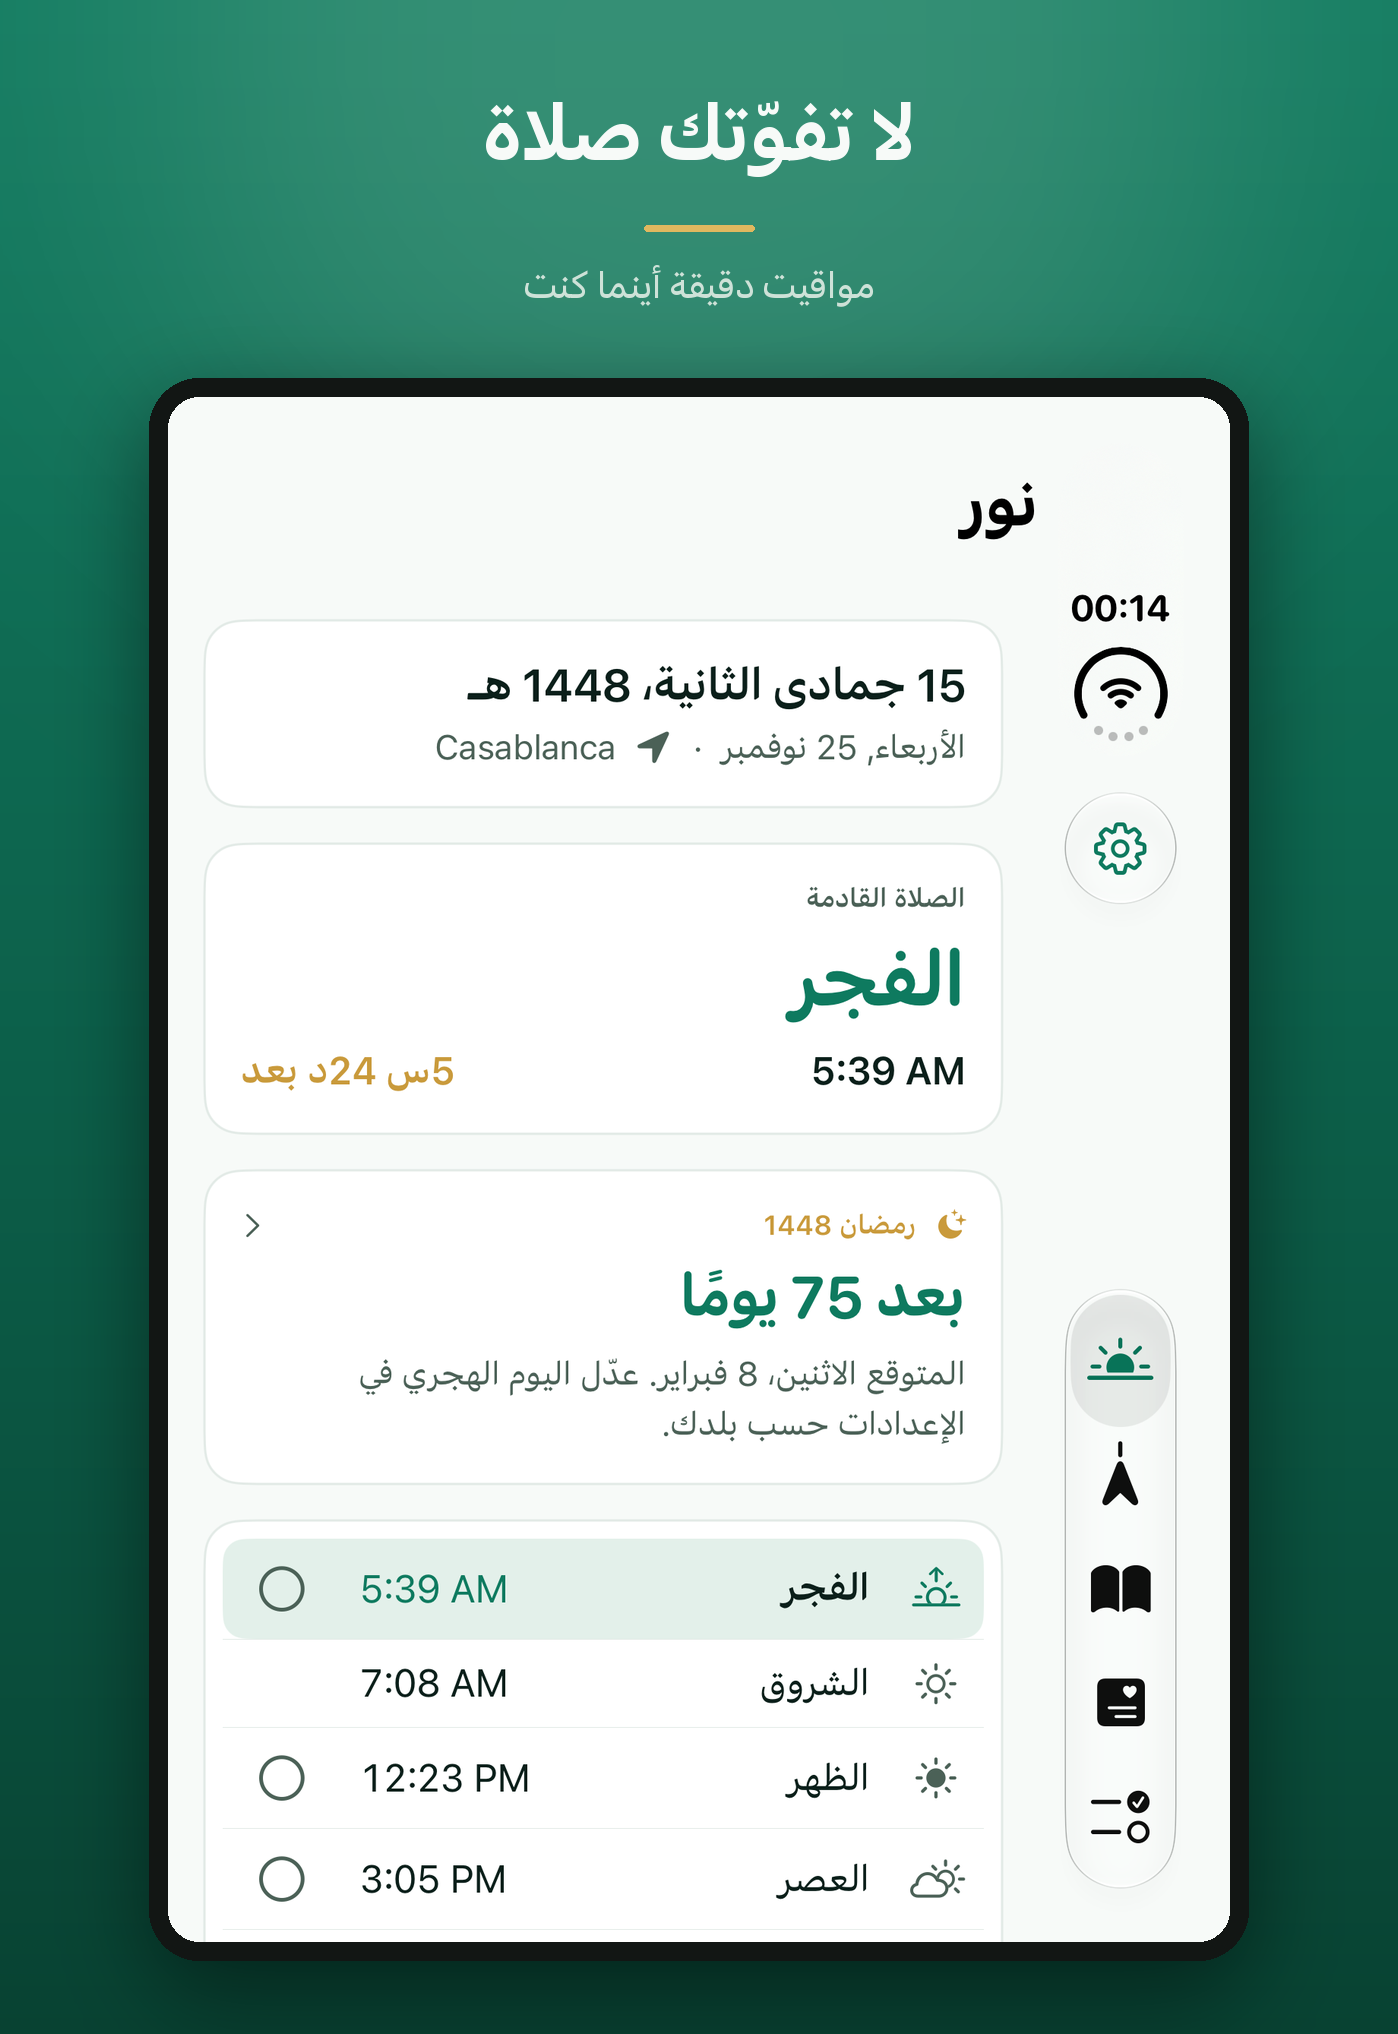 لا تفوّتك صلاة
مواقيت دقيقة أينما كنت
نور
00:14
15 جمادى الثانية، 1448 هـ
الأربعاء, 25 نوفمبر · Casablanca
الصلاة القادمة
الفجر
5:39 AM
5س 24د بعد
رمضان 1448
بعد 75 يومًا
المتوقع الاثنين، 8 فبراير. عدّل اليوم الهجري في
الإعدادات حسب بلدك.
الفجر 5:39 AM
الشروق 7:08 AM
الظهر 12:23 PM
العصر 3:05 PM